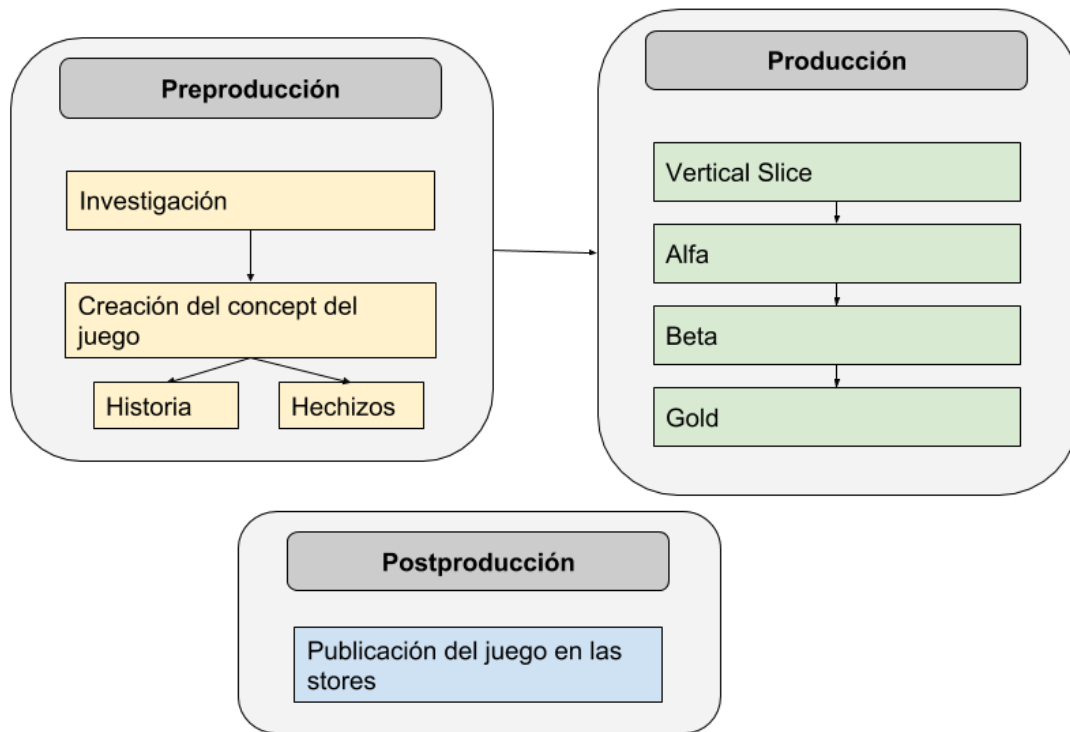 Preproducción
Investigación
Creación del concept del
juego
Historia
Hechizos
Producción
Vertical Slice
Alfa
Beta
Gold
Postproducción
Publicación del juego en las
stores